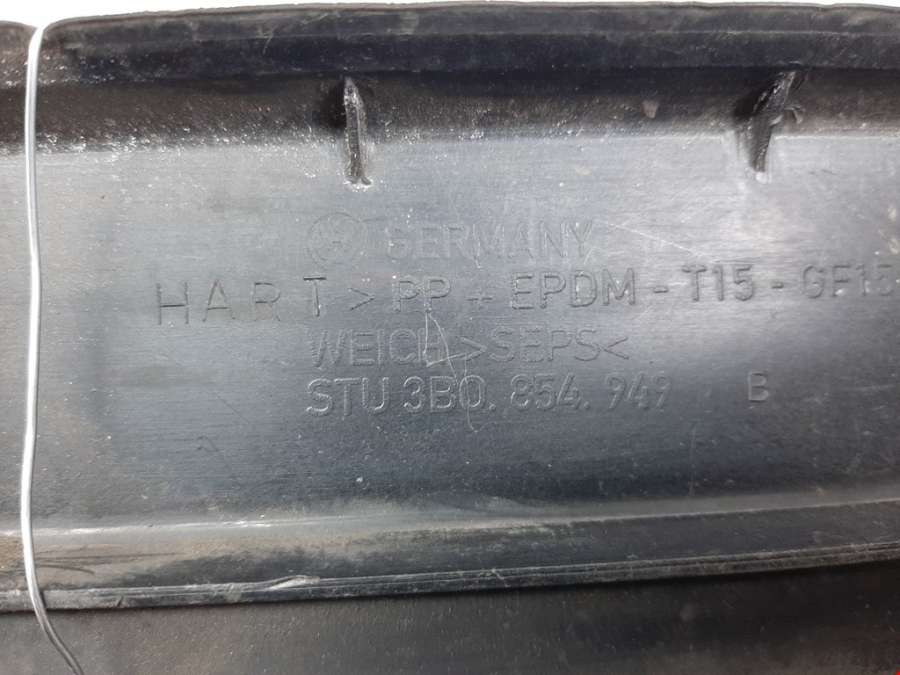 GERMANY
HART >PP + EPDM - T15 - GF15
WEICH >SEPS<
STU 3B0. 854. 949 B